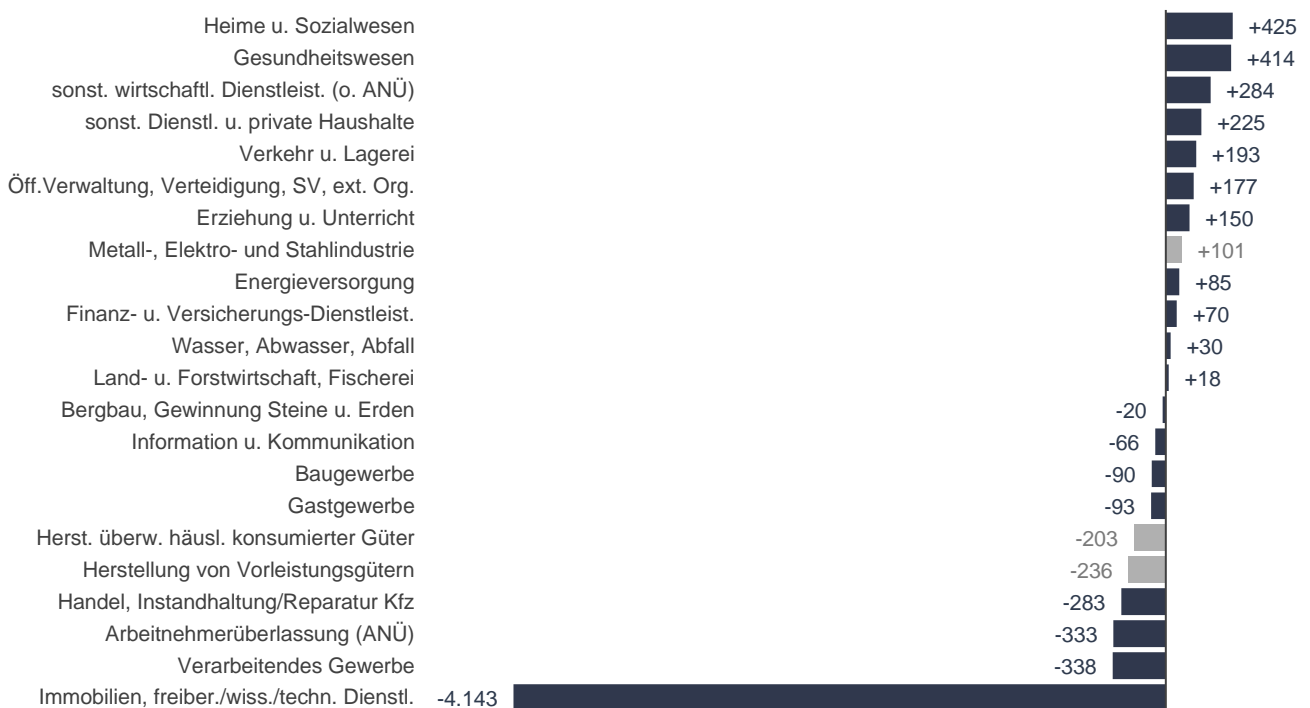 Heime u. Sozialwesen +425
Gesundheitswesen +414
sonst. wirtschaftl. Dienstleist. (o. ANÜ) +284
sonst. Dienstl. u. private Haushalte +225
Verkehr u. Lagerei +193
Öff.Verwaltung, Verteidigung, SV, ext. Org. +177
Erziehung u. Unterricht +150
Metall-, Elektro- und Stahlindustrie +101
Energieversorgung +85
Finanz- u. Versicherungs-Dienstleist. +70
Wasser, Abwasser, Abfall +30
Land- u. Forstwirtschaft, Fischerei +18
Bergbau, Gewinnung Steine u. Erden -20
Information u. Kommunikation -66
Baugewerbe -90
Gastgewerbe -93
Herst. überw. häusl. konsumierter Güter -203
Herstellung von Vorleistungsgütern -236
Handel, Instandhaltung/Reparatur Kfz -283
Arbeitnehmerüberlassung (ANÜ) -333
Verarbeitendes Gewerbe -338
Immobilien, freiber./wiss./techn. Dienstl. -4.143